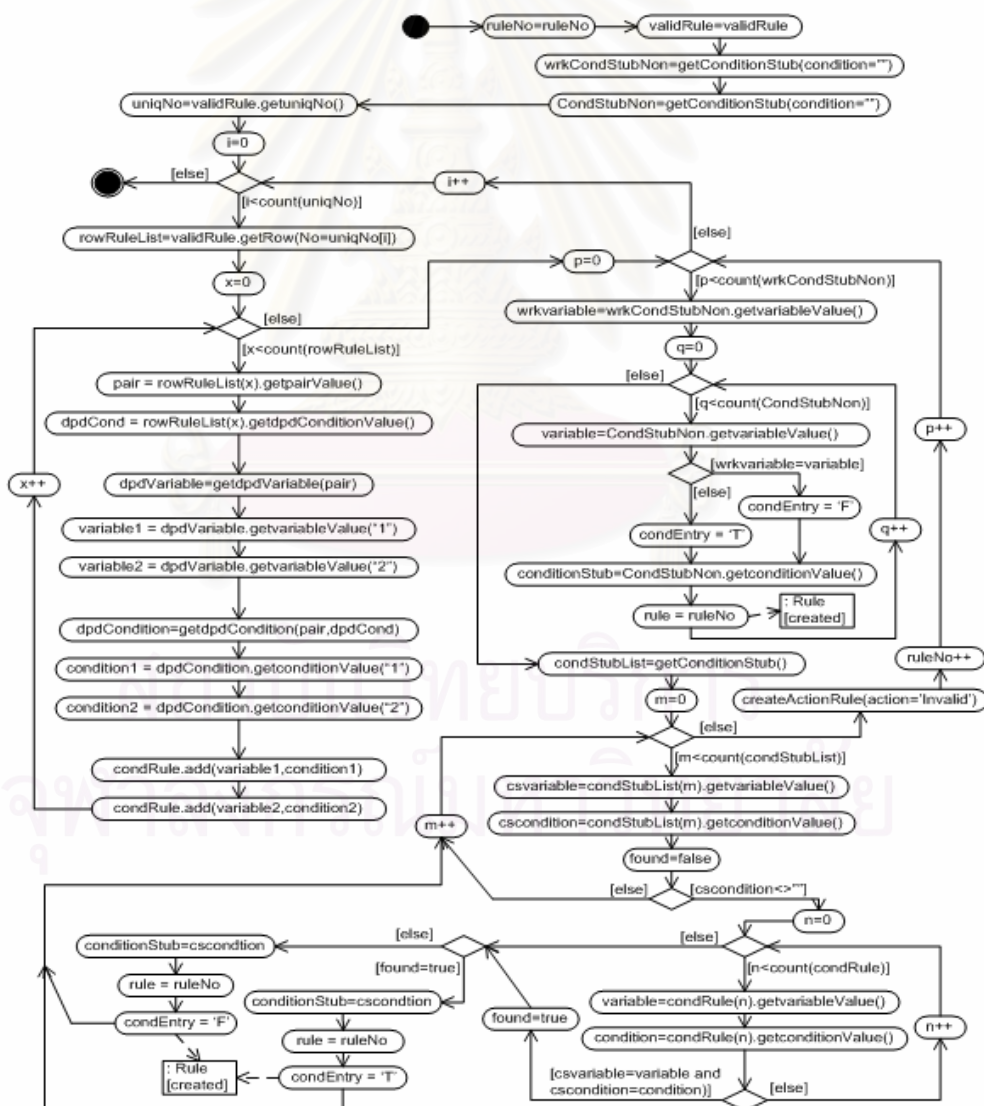 ruleNo=ruleNo
validRule=validRule
wrkCondStubNon=getConditionStub(condition="")
CondStubNon=getConditionStub(condition="")
uniqNo=validRule.getuniqNo()
i=0
[else]
i++
[i<count(uniqNo)]
rowRuleList=validRule.getRow(No=uniqNo[i])
x=0
[else]
[x<count(rowRuleList)]
pair = rowRuleList(x).getpairValue()
dpdCond = rowRuleList(x).getdpdConditionValue()
x++
dpdVariable=getdpdVariable(pair)
variable1 = dpdVariable.getvariableValue("1")
variable2 = dpdVariable.getvariableValue("2")
dpdCondition=getdpdCondition(pair,dpdCond)
condition1 = dpdCondition.getconditionValue("1")
condition2 = dpdCondition.getconditionValue("2")
condRule.add(variable1,condition1)
condRule.add(variable2,condition2)
p=0
[else]
[p<count(wrkCondStubNon)]
wrkvariable=wrkCondStubNon.getvariableValue()
q=0
[else]
[q<count(CondStubNon)]
variable=CondStubNon.getvariableValue()
p++
[wrkvariable=variable]
[else]
condEntry = 'F'
condEntry = 'T'
q++
conditionStub=CondStubNon.getconditionValue()
rule = ruleNo
: Rule
[created]
condStubList=getConditionStub()
ruleNo++
m=0
createActionRule(action='Invalid')
[else]
[m<count(condStubList)]
csvariable=condStubList(m).getvariableValue()
cscondition=condStubList(m).getconditionValue()
m++
found=false
[else]
[cscondition<>""]
n=0
[else]
[n<count(condRule)]
variable=condRule(n).getvariableValue()
condition=condRule(n).getconditionValue()
n++
[csvariable=variable and
cscondition=condition)]
[else]
found=true
[else]
[found=true]
conditionStub=cscondtion
rule = ruleNo
condEntry = 'F'
: Rule
[created]
conditionStub=cscondtion
rule = ruleNo
condEntry = 'T'